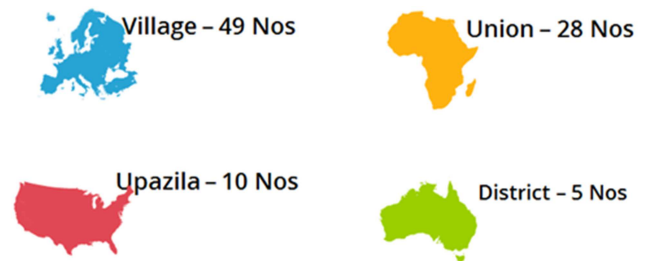 Village – 49 Nos
Union – 28 Nos
Upazila – 10 Nos
District – 5 Nos